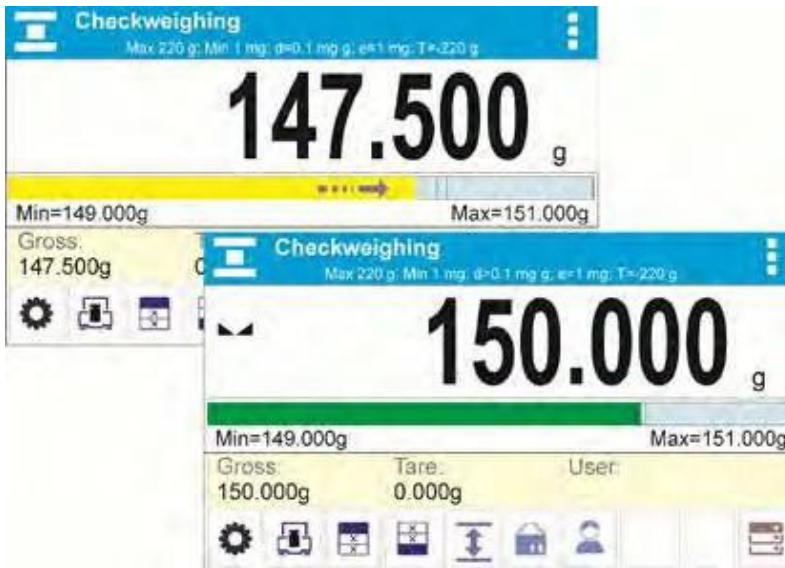 Checkweighing
Max 220 g; Min 1 mg; d=0.1 mg g; e=1 mg; T=-220 g
147.500 g
Min=149.000g Max=151.000g
Gross:
147.500g
Checkweighing
Max 220 g; Min 1 mg; d=0.1 mg g; e=1 mg; T=-220 g
150.000 g
Min=149.000g Max=151.000g
Gross: Tare: User:
150.000g 0.000g